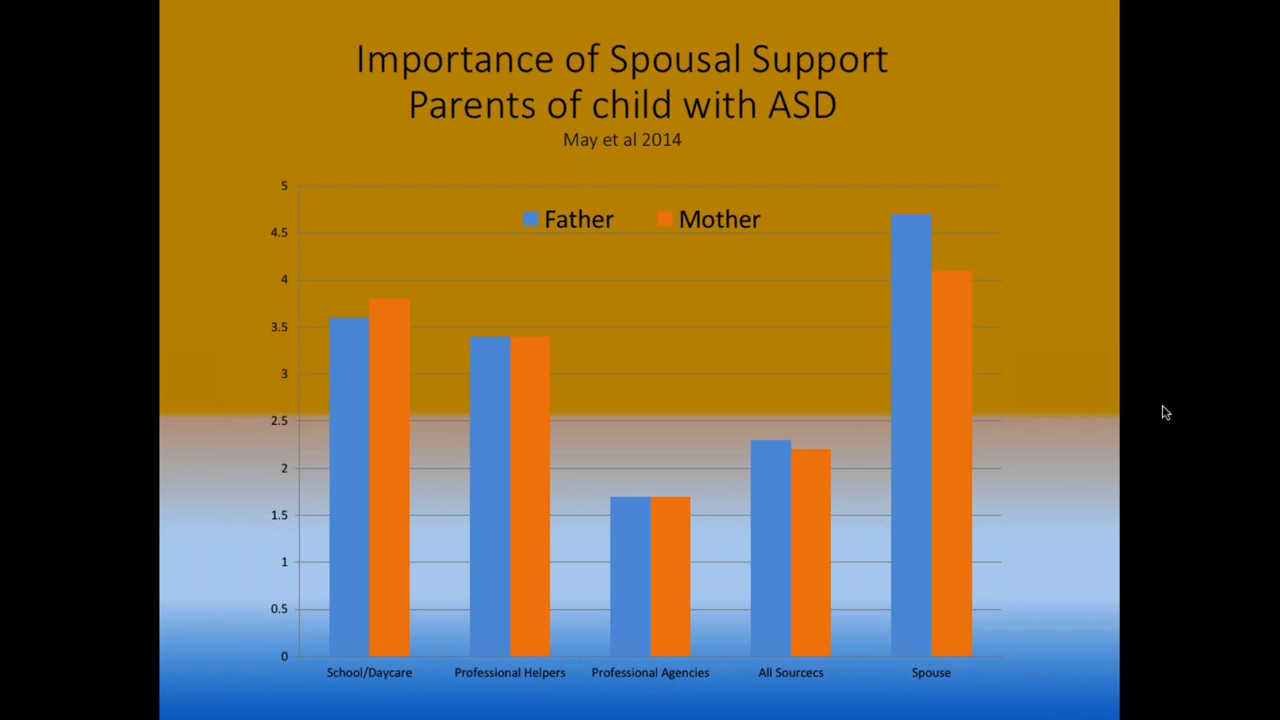 Importance of Spousal Support
Parents of child with ASD
May et al 2014
Father Mother
5
4.5
4
3.5
3
2.5
2
1.5
1
0.5
0
School/Daycare Professional Helpers Professional Agencies All Sourcecs Spouse